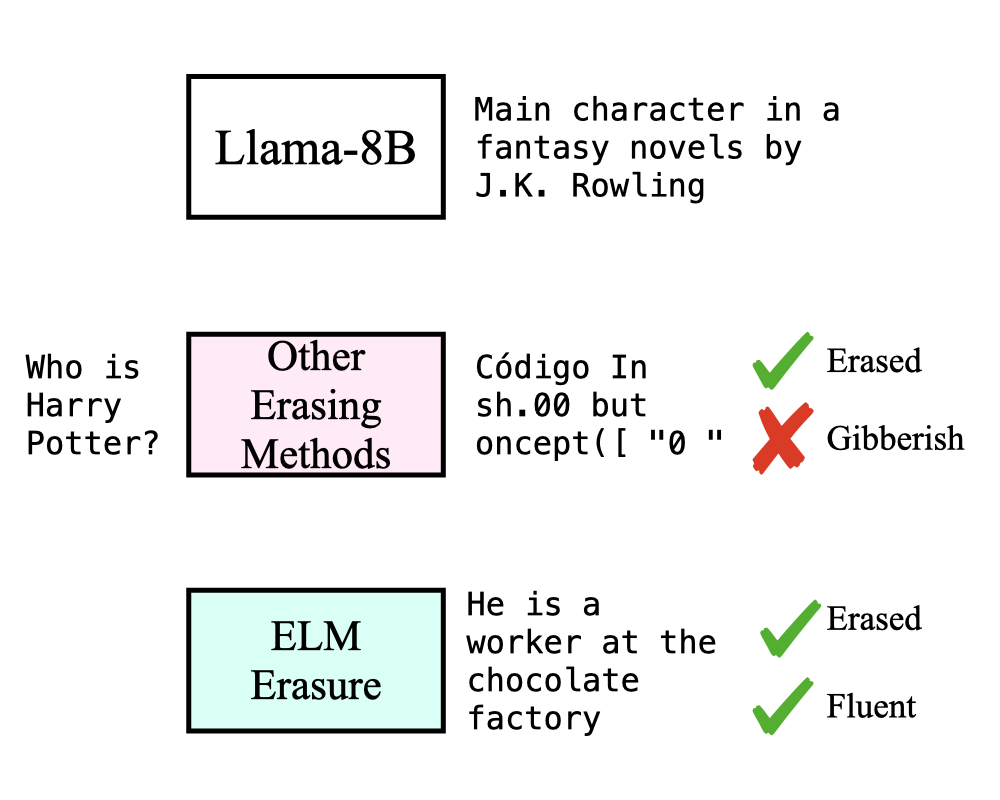 Llama-8B
Main character in a
fantasy novels by
J.K. Rowling
Who is
Harry
Potter?
Other
Erasing
Methods
Código In
sh.00 but
oncept([ "0 "
Erased
Gibberish
ELM
Erasure
He is a
worker at the
chocolate
factory
Erased
Fluent